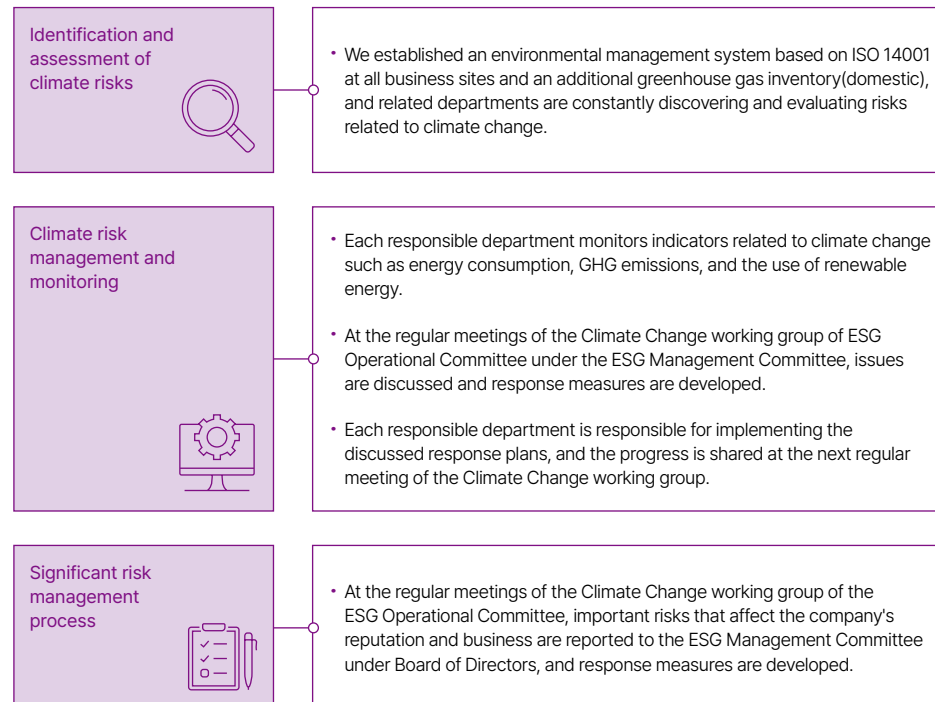 Identification and
assessment of
climate risks
• We established an environmental management system based on ISO 14001
at all business sites and an additional greenhouse gas inventory(domestic),
and related departments are constantly discovering and evaluating risks
related to climate change.
Climate risk
management and
monitoring
• Each responsible department monitors indicators related to climate change
such as energy consumption, GHG emissions, and the use of renewable
energy.
• At the regular meetings of the Climate Change working group of ESG
Operational Committee under the ESG Management Committee, issues
are discussed and response measures are developed.
• Each responsible department is responsible for implementing the
discussed response plans, and the progress is shared at the next regular
meeting of the Climate Change working group.
Significant risk
management
process
• At the regular meetings of the Climate Change working group of the
ESG Operational Committee, important risks that affect the company's
reputation and business are reported to the ESG Management Committee
under Board of Directors, and response measures are developed.